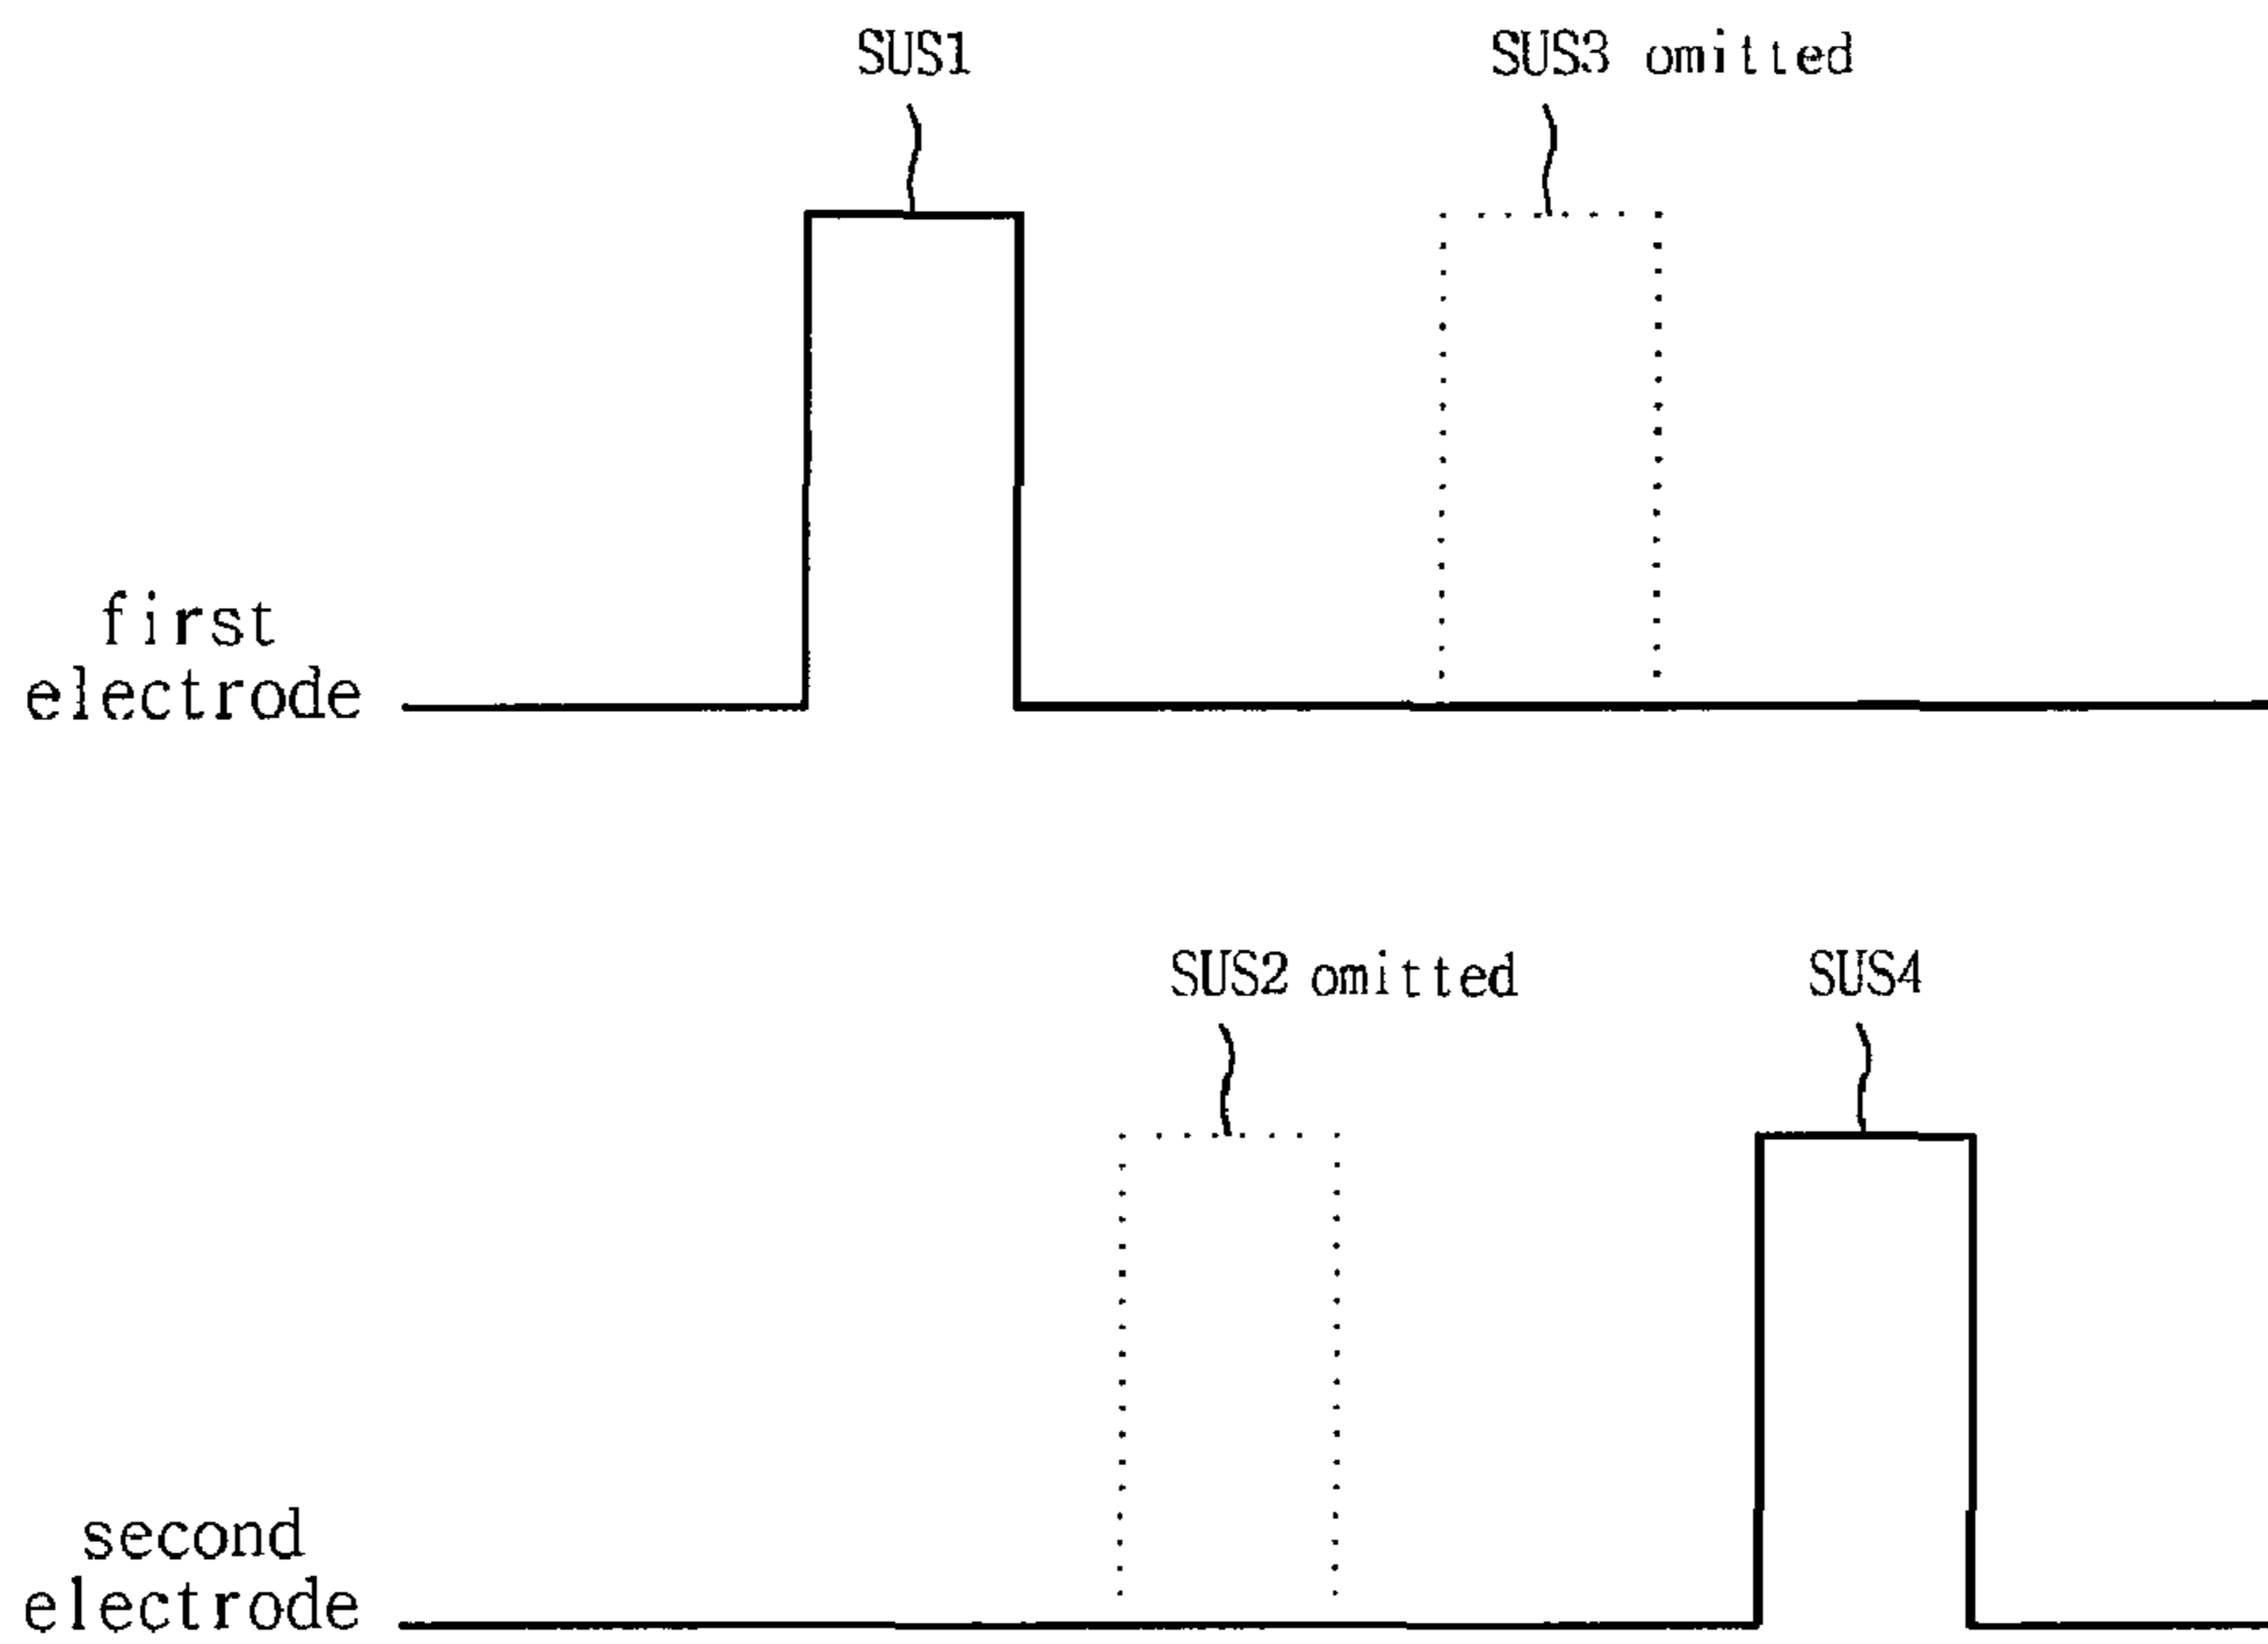 SUS1
SUS3 omitted
first
electrode
SUS2 omitted
SUS4
second
electrode